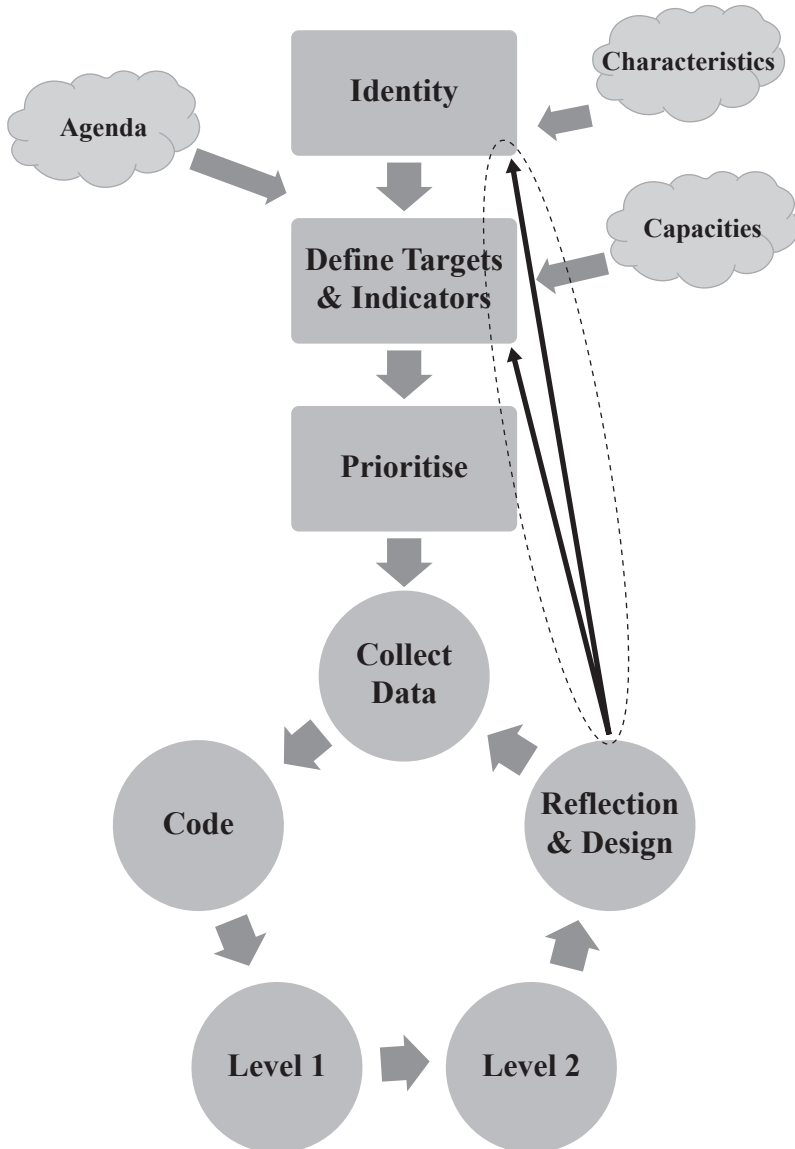 Identity
Characteristics
Agenda
Define Targets
& Indicators
Capacities
Prioritise
Collect
Data
Code
Reflection
& Design
Level 1
Level 2